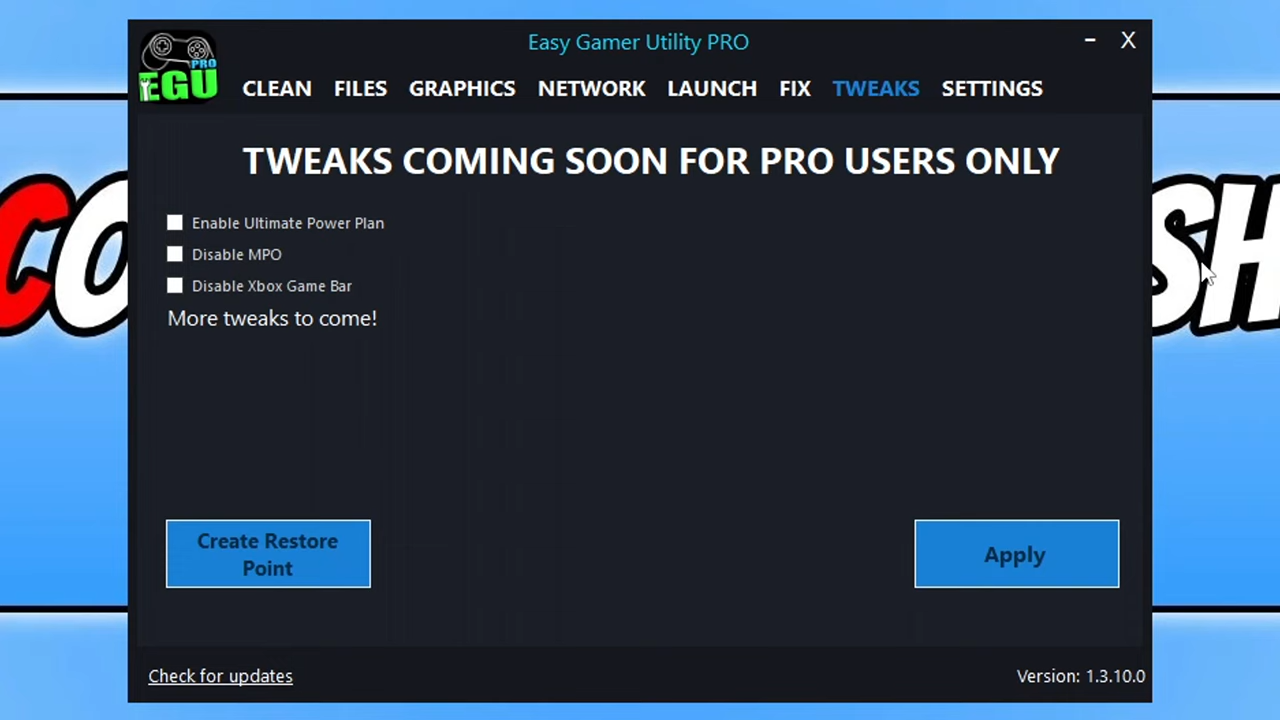 Easy Gamer Utility PRO
- X
PRO
EGU
CLEAN FILES GRAPHICS NETWORK LAUNCH FIX TWEAKS SETTINGS
TWEAKS COMING SOON FOR PRO USERS ONLY
Enable Ultimate Power Plan
Disable MPO
Disable Xbox Game Bar
More tweaks to come!
CO
SH
Create Restore
Point
Apply
Check for updates
Version: 1.3.10.0